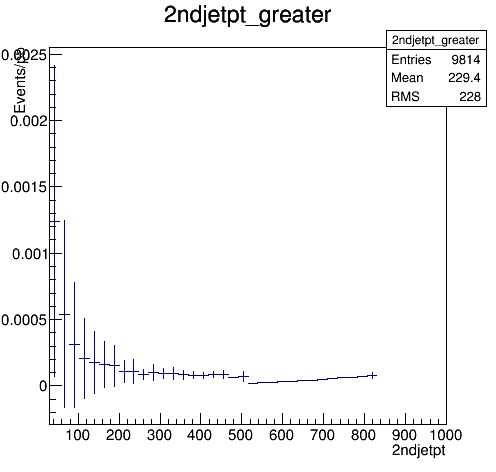 2ndjetpt_greater
2ndjetpt_greater
Entries 9814
Mean 229.4
RMS 228
0.0025
0.002
0.0015
0.001
0.0005
0
100 200 300 400 500 600 700 800 900 1000
2ndjetpt